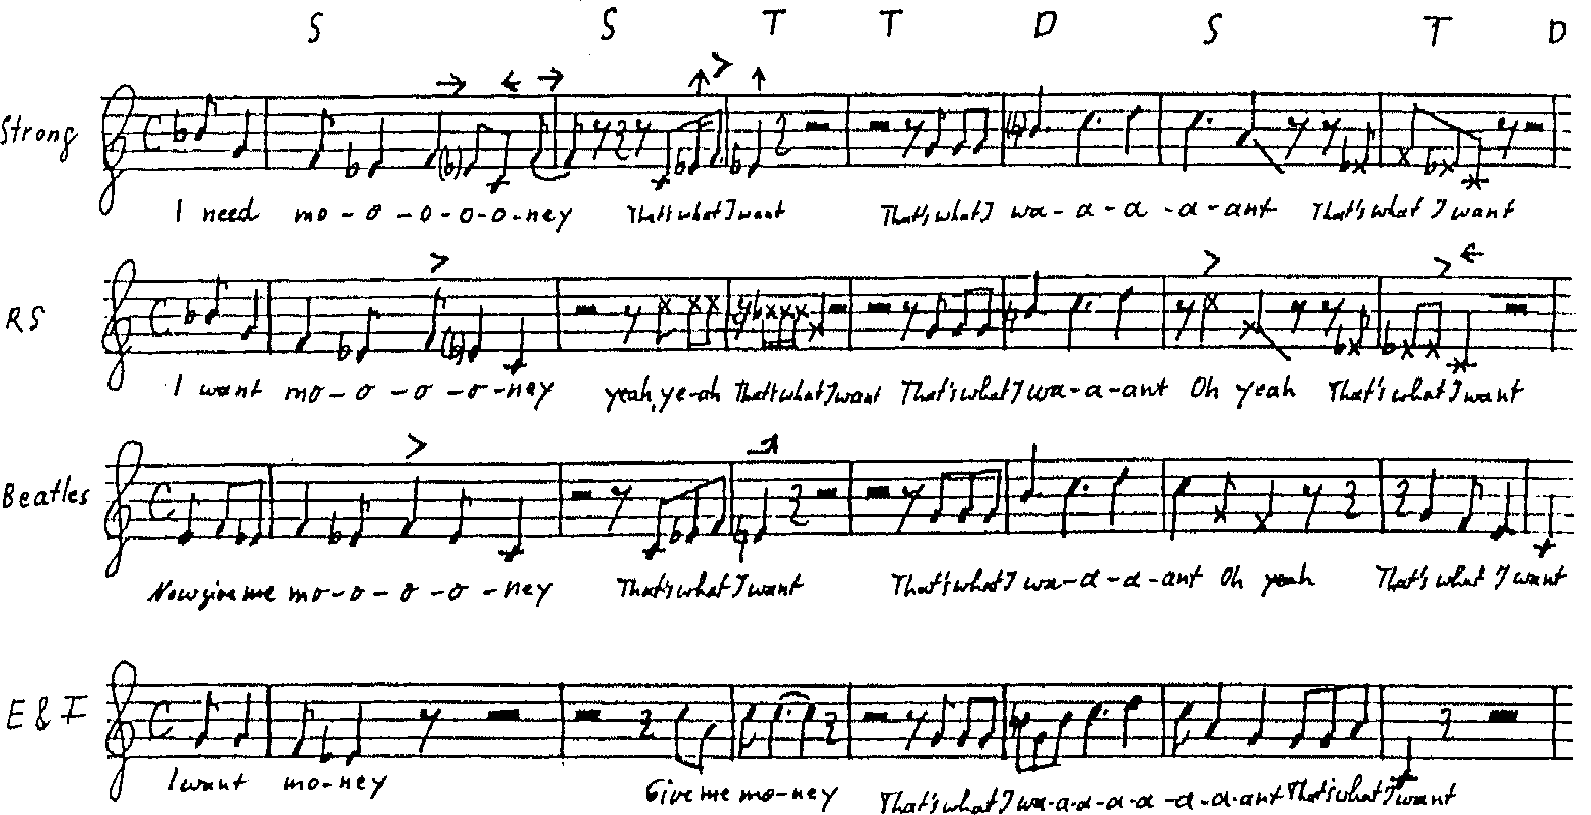 S S T T D S T D
Strong
I need mo-o-o-o-o-ney That's what I want That's what I wa-a-a-a-ant That's what I want
RS
I want mo-o-o-o-ney yeah, ye-ah That's what I want That's what I wa-a-ant Oh yeah That's what I want
Beatles
Now give me mo-o-o-o-ney That's what I want That's what I wa-a-a-ant Oh yeah That's what I want
E & I
I want mo-ney Give me mo-ney That's what I wa-a-a-a-a-a-a-ant That's what I want